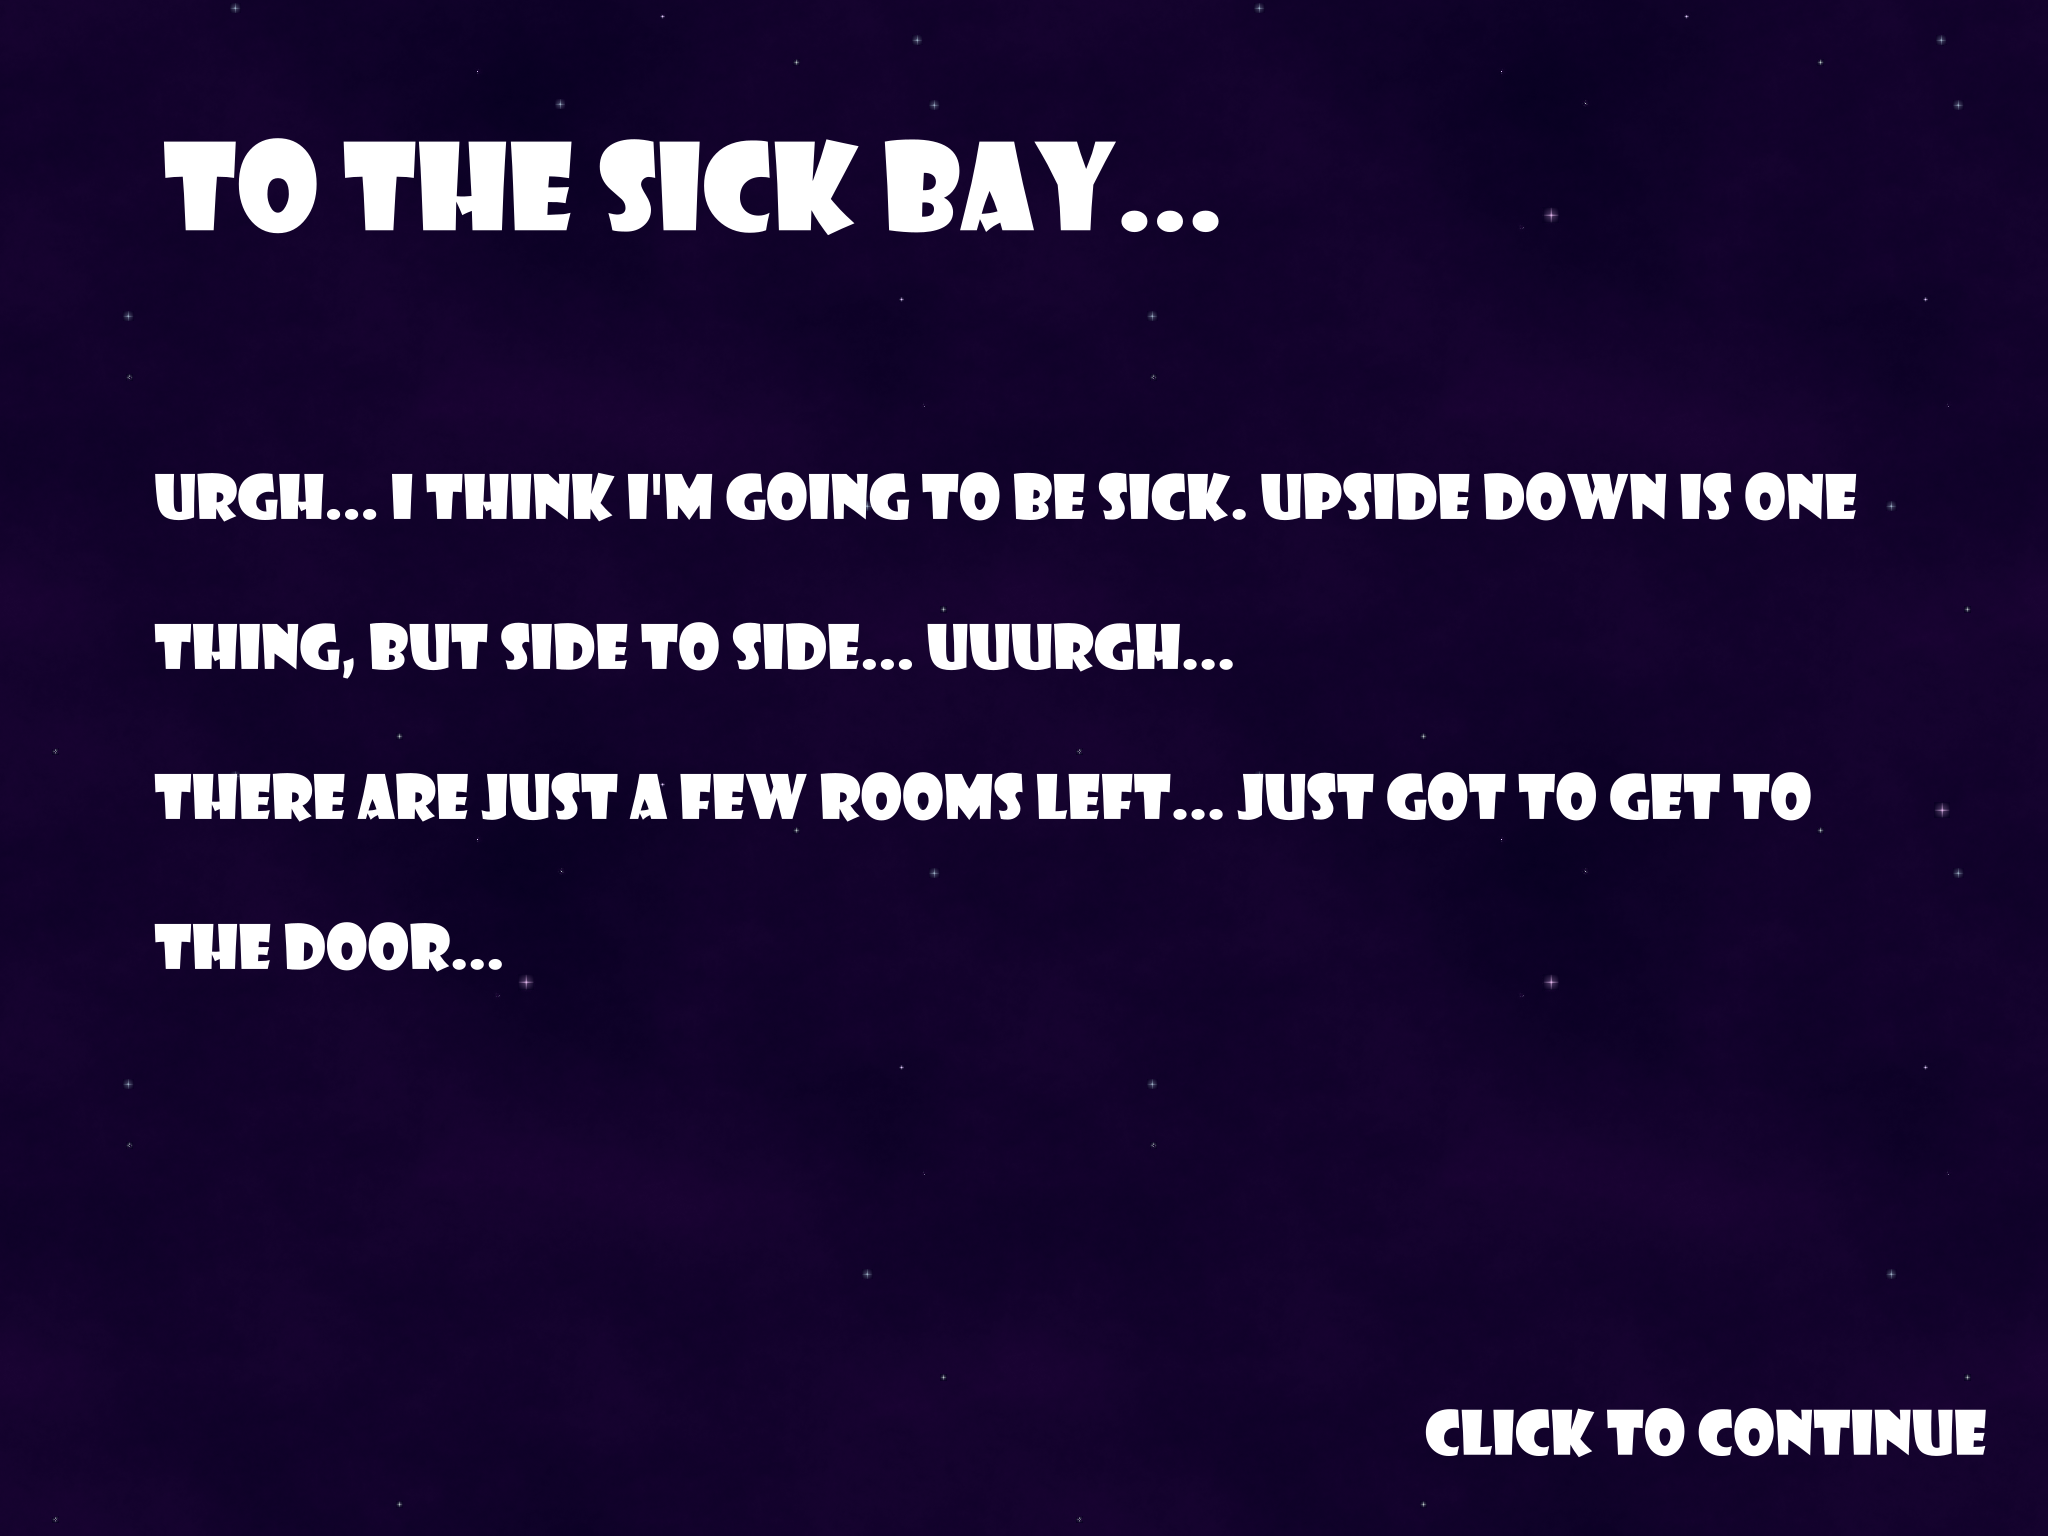 TO THE SICK BAY...
URGH... I THINK I'M GOING TO BE SICK. UPSIDE DOWN IS ONE
THING, BUT SIDE TO SIDE... UUURGH...
THERE ARE JUST A FEW ROOMS LEFT... JUST GOT TO GET TO
THE DOOR...
CLICK TO CONTINUE